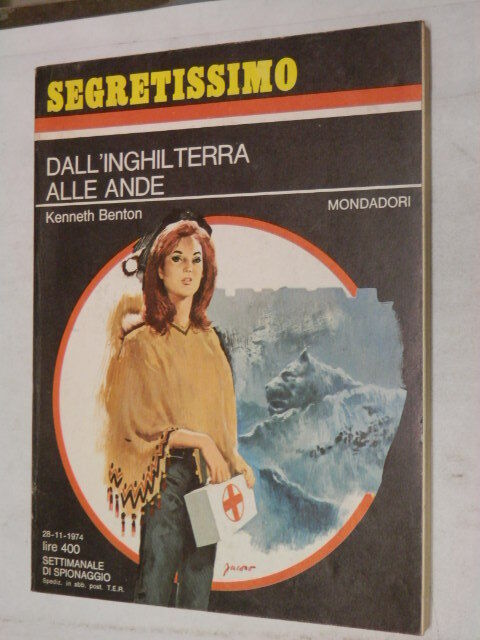 SEGRETISSIMO
DALL'INGHILTERRA
ALLE ANDE
Kenneth Benton
MONDADORI
28-11-1974
lire 400
SETTIMANALE
DI SPIONAGGIO
Spediz. in abb. post. T.E.R.
Jacono